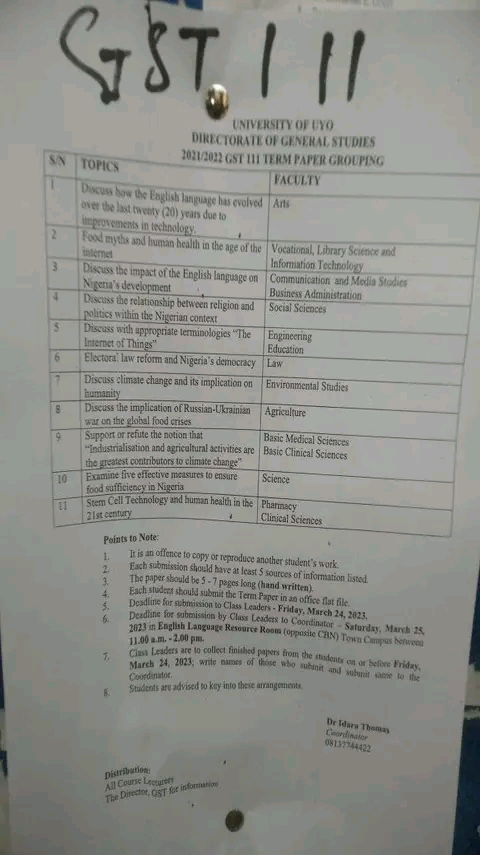 GST. 111
UNIVERSITY OF UYO
DIRECTORATE OF GENERAL STUDIES
2021/2022 GST 111 TERM PAPER GROUPING
S/N TOPICS FACULTY
1 Discuss how the English language has evolved Arts
over the last twenty (20) years due to
improvements in technology.
2 Food myths and human health in the age of the Vocational, Library Science and
internet Information Technology
3 Discuss the impact of the English language on Communication and Media Studies
Nigeria's development Business Administration
4 Discuss the relationship between religion and Social Sciences
politics within the Nigerian context
5 Discuss with appropriate terminologies "The Engineering
Internet of Things" Education
6 Electoral law reform and Nigeria's democracy Law
7 Discuss climate change and its implication on Environmental Studies
humanity
8 Discuss the implication of Russian-Ukrainian Agriculture
war on the global food crises
9 Support or refute the notion that Basic Medical Sciences
"Industrialisation and agricultural activities are Basic Clinical Sciences
the greatest contributors to climate change"
10 Examine five effective measures to ensure Science
food sufficiency in Nigeria
11 Stem Cell Technology and human health in the Pharmacy
21st century Clinical Sciences
Points to Note:
1. It is an offence to copy or reproduce another student's work.
2. Each submission should have at least 5 sources of information listed.
3. The paper should be 5 - 7 pages long (hand written).
4. Each student should submit the Term Paper in an office flat file.
5. Deadline for submission to Class Leaders - Friday, March 24, 2023.
6. Deadline for submission by Class Leaders to Coordinator - Saturday, March 25,
2023 in English Language Resource Room (opposite CBN) Town Campus between
11.00 a.m. - 2.00 pm.
7. Class Leaders are to collect finished papers from the students on or before Friday,
March 24, 2023; write names of those who submit and submit same to the
Coordinator.
8. Students are advised to key into these arrangements.
Dr Idara Thomas
Coordinator
08137744422
Distribution:
All Course Lecturers
The Director, GST for information